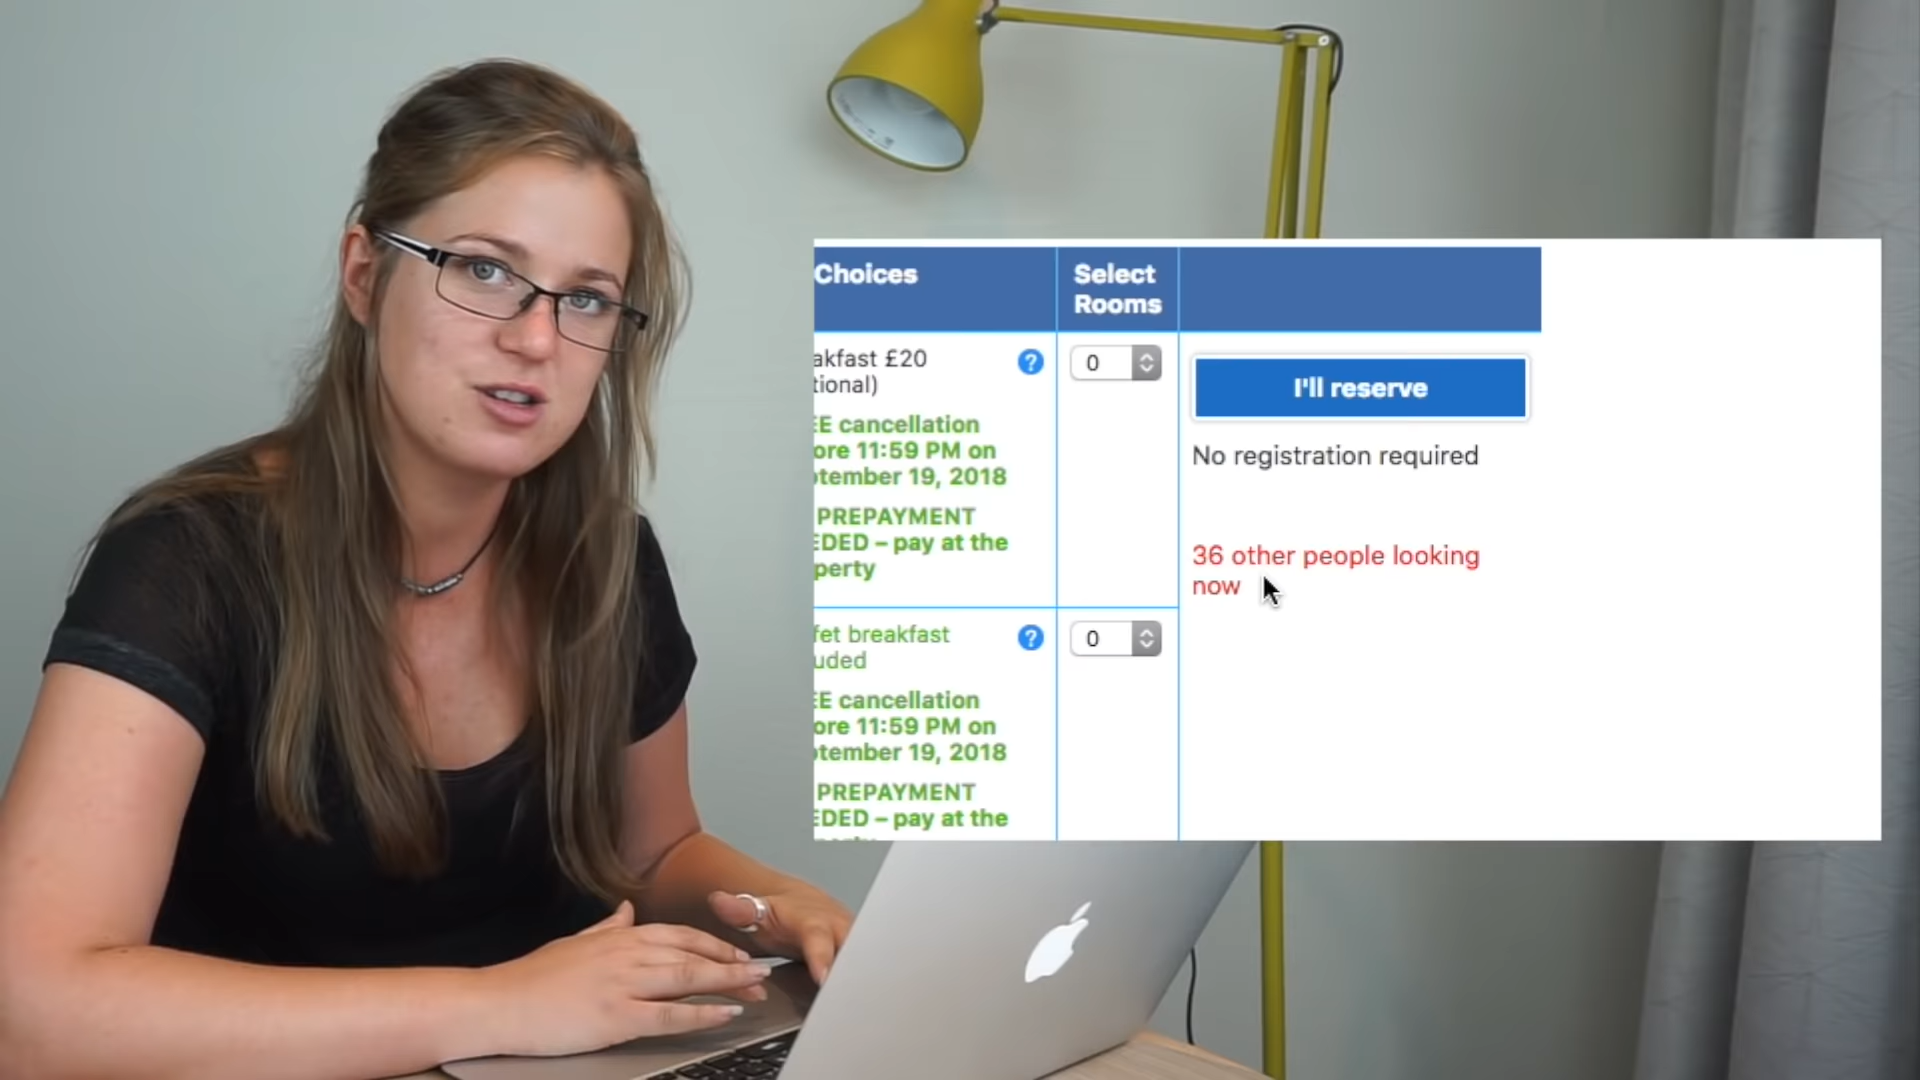 Choices
Select
Rooms
akfast £20
tional)
0
I'll reserve
EE cancellation
ore 11:59 PM on
tember 19, 2018
No registration required
PREPAYMENT
EDED – pay at the
perty
36 other people looking
now
fet breakfast
uded
0
EE cancellation
ore 11:59 PM on
tember 19, 2018
PREPAYMENT
EDED – pay at the